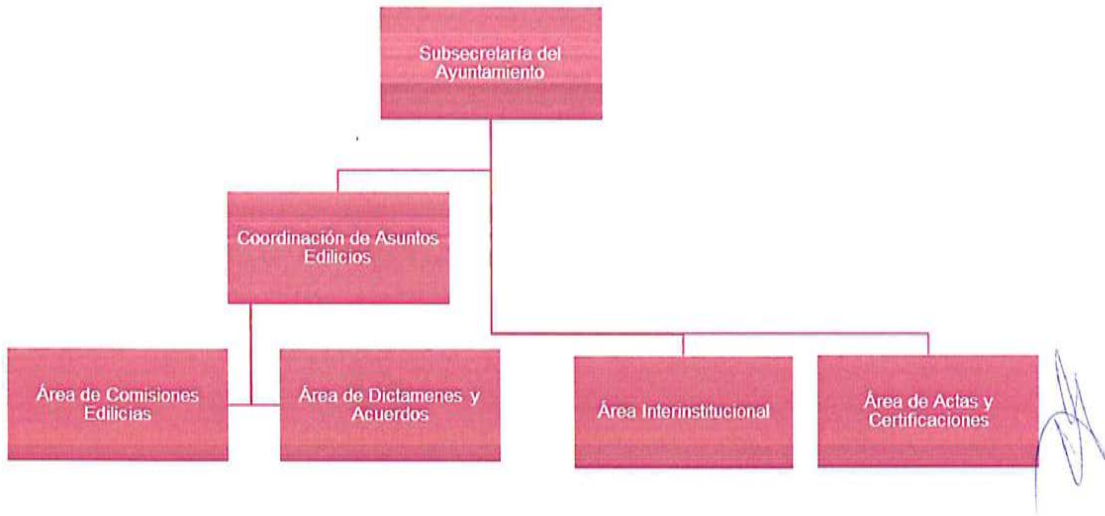 Subsecretaría del
Ayuntamiento
Coordinación de Asuntos
Edilicios
Área de Comisiones
Edilicias
Área de Dictamenes y
Acuerdos
Área Interinstitucional
Área de Actas y
Certificaciones